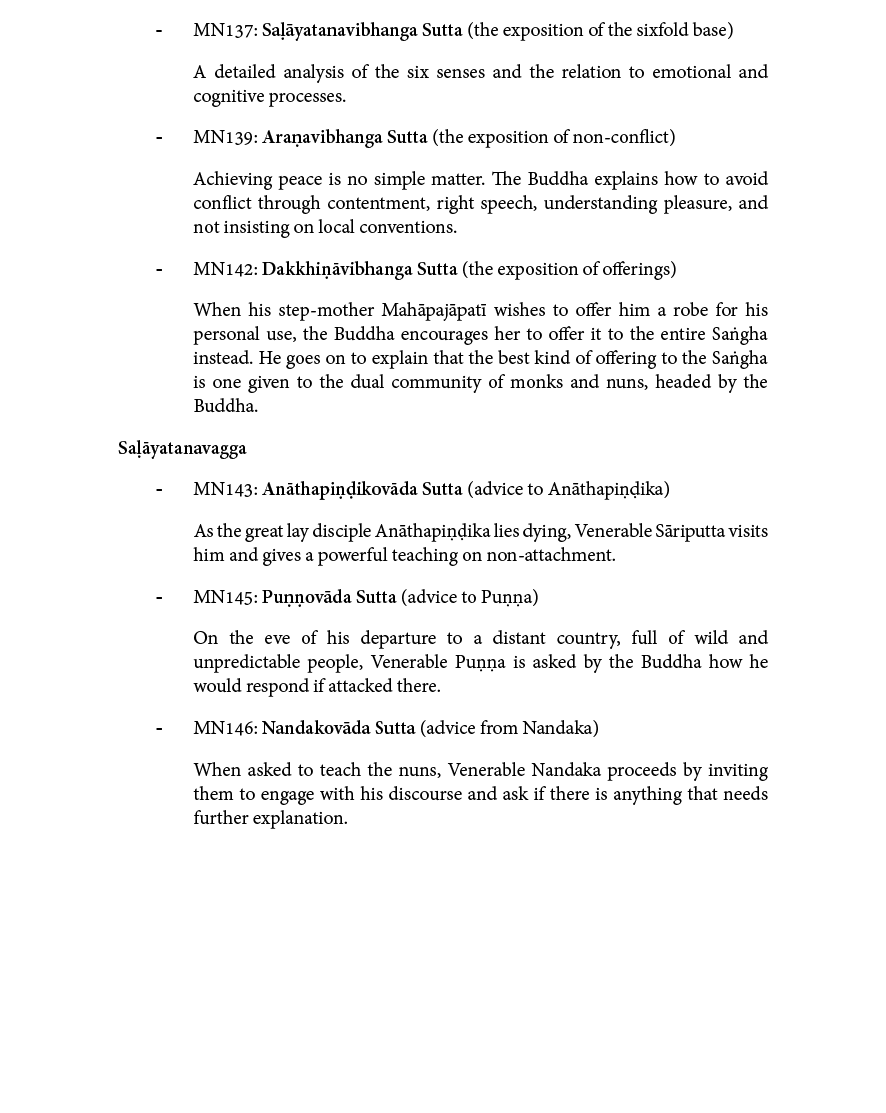 - MN137: Saḷāyatanavibhanga Sutta (the exposition of the sixfold base)
A detailed analysis of the six senses and the relation to emotional and
cognitive processes.
- MN139: Araṇavibhanga Sutta (the exposition of non-conflict)
Achieving peace is no simple matter. The Buddha explains how to avoid
conflict through contentment, right speech, understanding pleasure, and
not insisting on local conventions.
- MN142: Dakkhiṇāvibhanga Sutta (the exposition of offerings)
When his step-mother Mahāpajāpatī wishes to offer him a robe for his
personal use, the Buddha encourages her to offer it to the entire Saṅgha
instead. He goes on to explain that the best kind of offering to the Saṅgha
is one given to the dual community of monks and nuns, headed by the
Buddha.
Saḷāyatanavagga
- MN143: Anāthapiṇḍikovāda Sutta (advice to Anāthapiṇḍika)
As the great lay disciple Anāthapiṇḍika lies dying, Venerable Sāriputta visits
him and gives a powerful teaching on non-attachment.
- MN145: Puṇṇovāda Sutta (advice to Puṇṇa)
On the eve of his departure to a distant country, full of wild and
unpredictable people, Venerable Puṇṇa is asked by the Buddha how he
would respond if attacked there.
- MN146: Nandakovāda Sutta (advice from Nandaka)
When asked to teach the nuns, Venerable Nandaka proceeds by inviting
them to engage with his discourse and ask if there is anything that needs
further explanation.